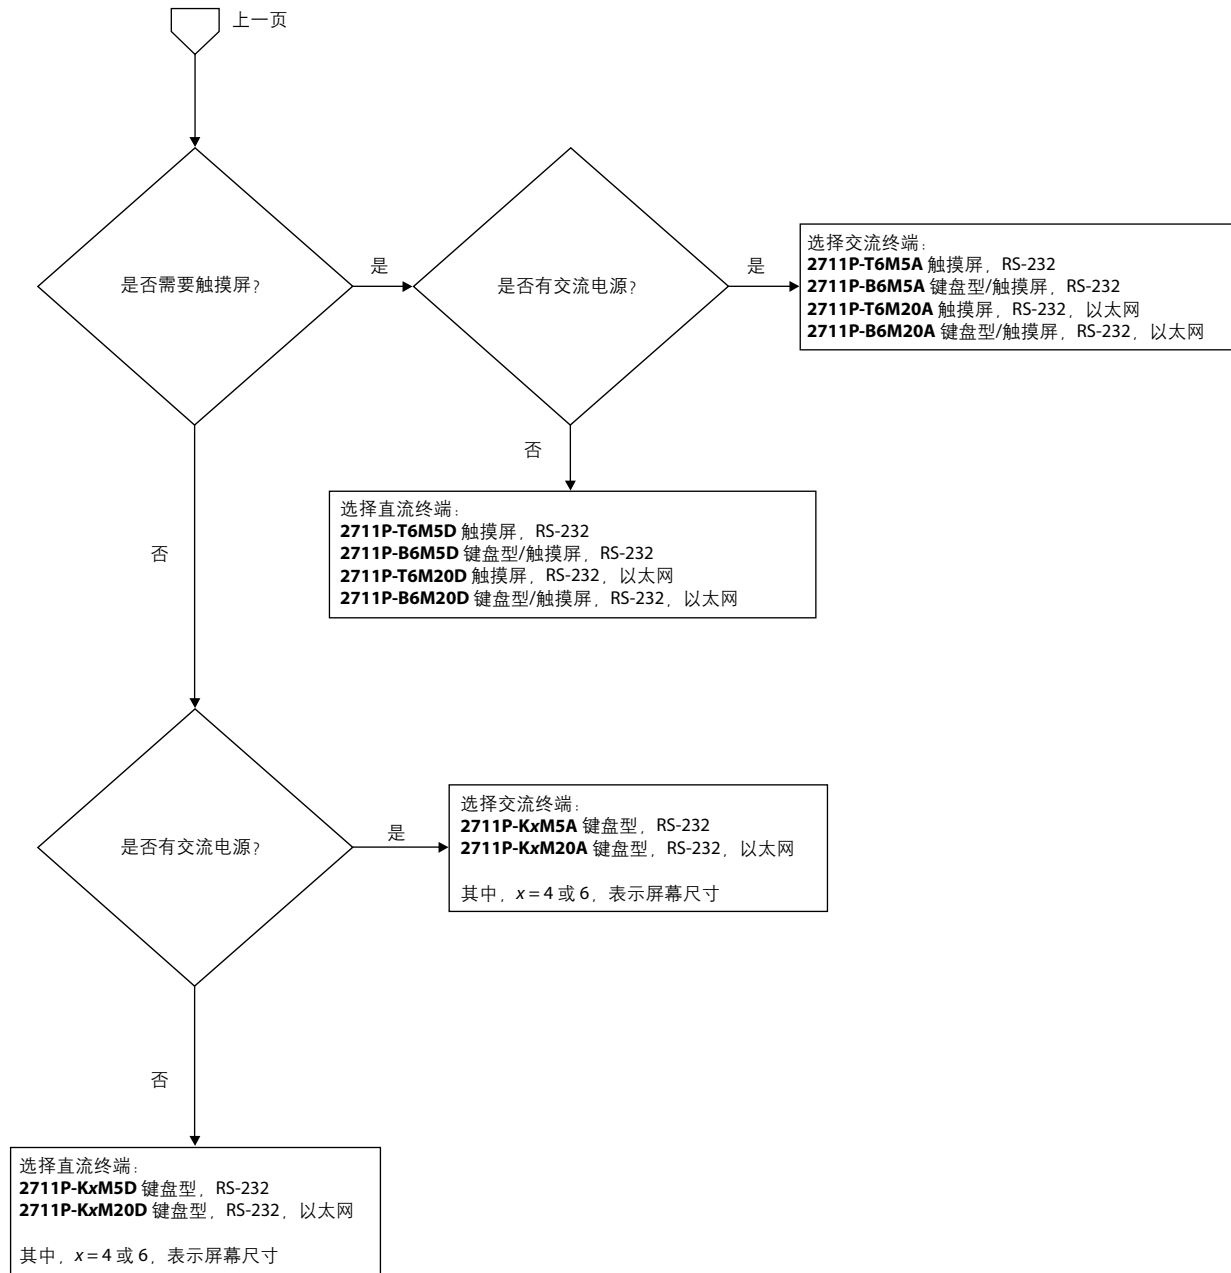 上一页
是否需要触摸屏？
是
是否有交流电源？
是
选择交流终端：
2711P-T6M5A 触摸屏，RS-232
2711P-B6M5A 键盘型/触摸屏，RS-232
2711P-T6M20A 触摸屏，RS-232，以太网
2711P-B6M20A 键盘型/触摸屏，RS-232，以太网
否
选择直流终端：
2711P-T6M5D 触摸屏，RS-232
2711P-B6M5D 键盘型/触摸屏，RS-232
2711P-T6M20D 触摸屏，RS-232，以太网
2711P-B6M20D 键盘型/触摸屏，RS-232，以太网
否
是否有交流电源？
是
选择交流终端：
2711P-KxM5A 键盘型，RS-232
2711P-KxM20A 键盘型，RS-232，以太网
其中，x = 4 或 6，表示屏幕尺寸
否
选择直流终端：
2711P-KxM5D 键盘型，RS-232
2711P-KxM20D 键盘型，RS-232，以太网
其中，x = 4 或 6，表示屏幕尺寸